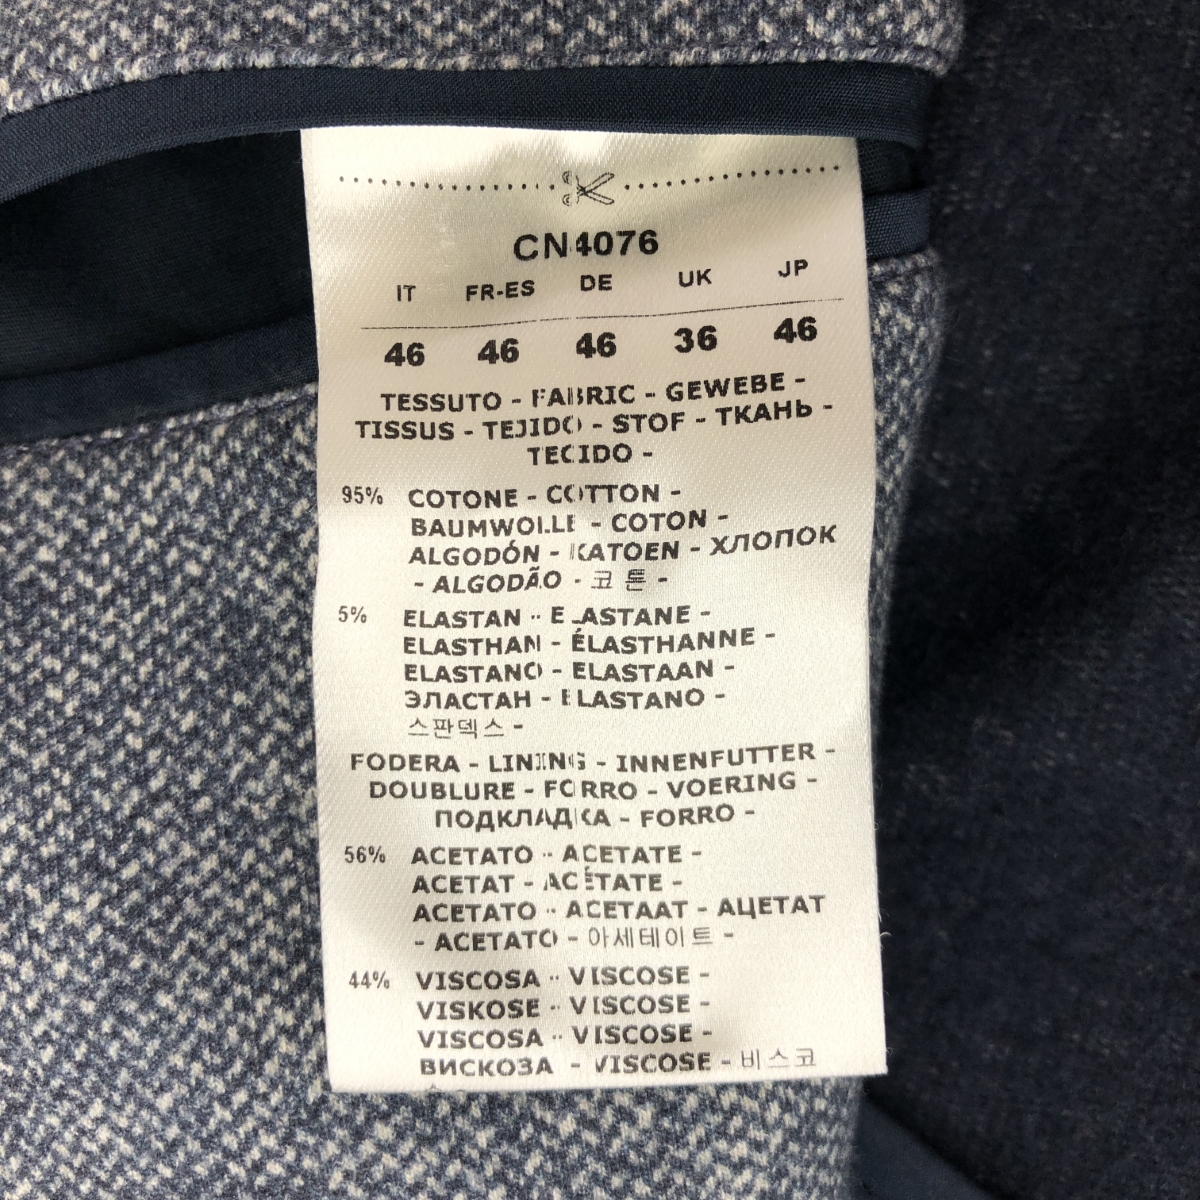 CN4076
IT FR-ES DE UK JP
46 46 46 36 46
TESSUTO - FABRIC - GEWEBE -
TISSUS - TEJIDO - STOF - ТКАНЬ -
TECIDO -
95% COTONE - COTTON -
BAUMWOLLE - COTON -
ALGODÓN - KATOEN - ХЛОПОК
- ALGODÃO - 코튼 -
5% ELASTAN - ELASTANE -
ELASTHAN - ÉLASTHANNE -
ELASTANO - ELASTAAN -
ЭЛАСТАН - ELASTANO -
스판덱스 -
FODERA - LINING - INNENFUTTER -
DOUBLURE - FORRO - VOERING -
ПОДКЛАДКА - FORRO -
56% ACETATO - ACETATE -
ACETAT - ACÉTATE -
ACETATO - ACETAAT - АЦЕТАТ
- ACETATO - 아세테이트 -
44% VISCOSA - VISCOSE -
VISKOSE - VISCOSE -
VISCOSA - VISCOSE -
ВИСКОЗА - VISCOSE - 비스코